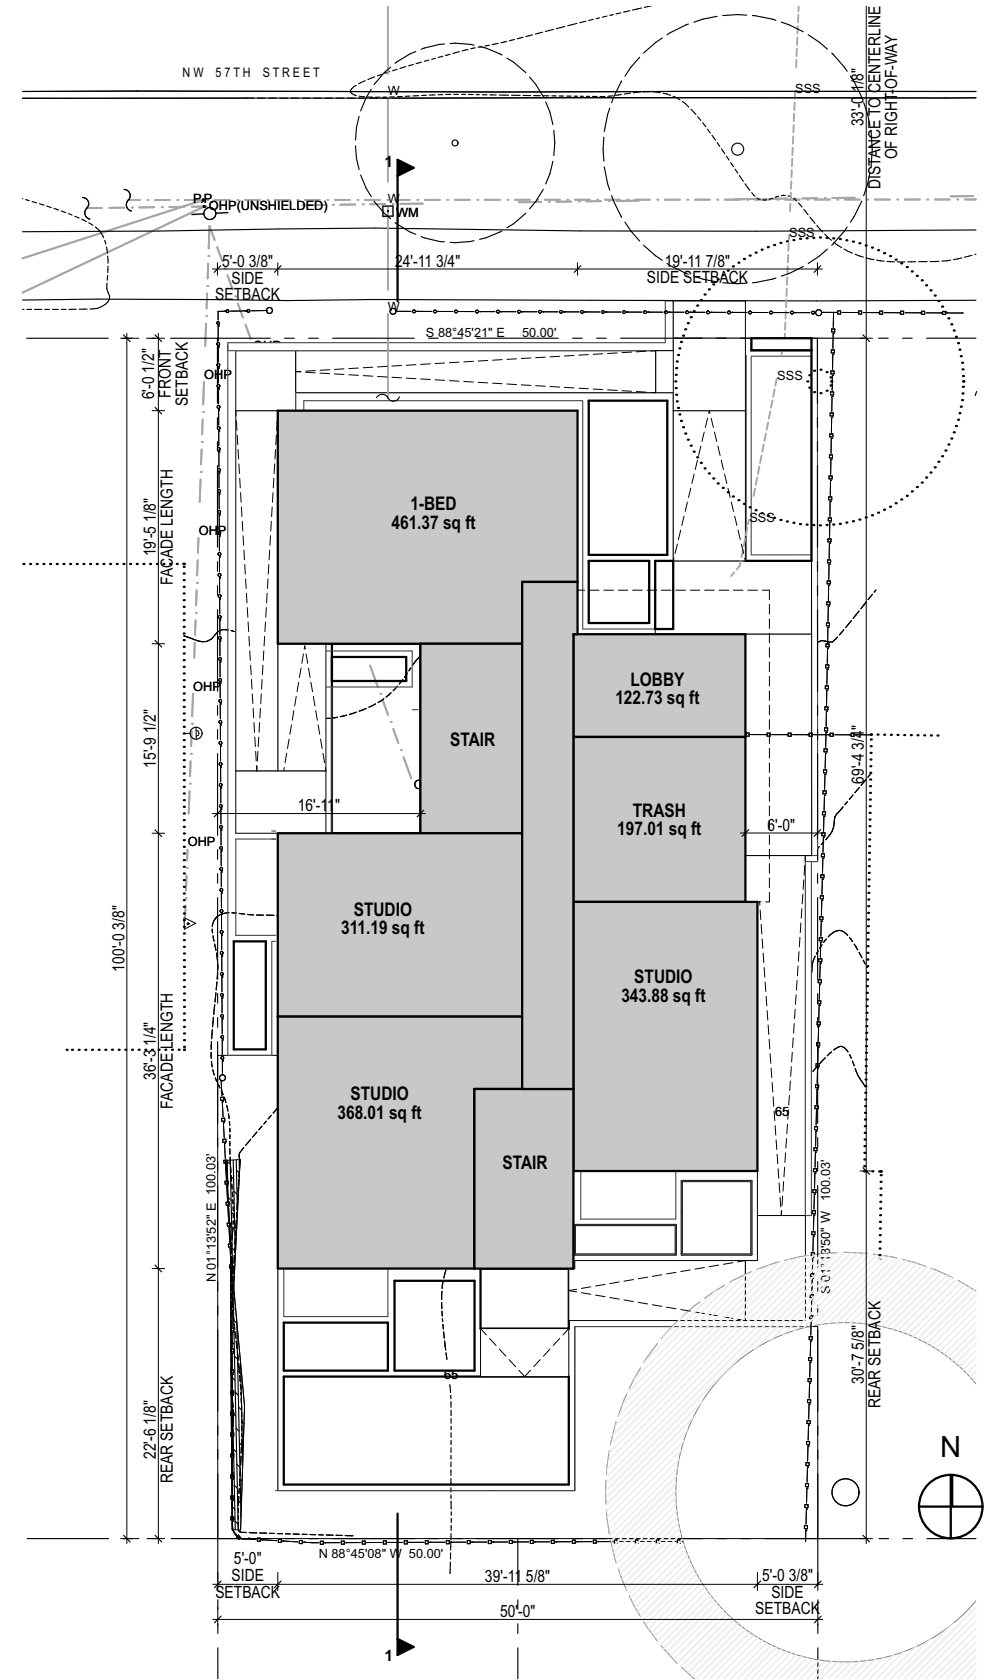 NW 57TH STREET
W
SSS
33'-0 1/8"
DISTANCE TO CENTERLINE
OF RIGHT-OF-WAY
1
P.P
OHP(UNSHIELDED)
W
WM
SSS
5'-0 3/8"
SIDE
SETBACK
24'-11 3/4"
19'-11 7/8"
SIDE SETBACK
W
S 88°45'21" E 50.00'
6'-0 1/2"
FRONT
SETBACK
OHP
SSS
1-BED
461.37 sq ft
SSS
19'-5 1/8"
FACADE LENGTH
OHP
LOBBY
122.73 sq ft
OHP
STAIR
15'-9 1/2"
69'-4 3/4"
16'-11"
TRASH
197.01 sq ft
6'-0"
OHP
STUDIO
311.19 sq ft
100'-0 3/8"
STUDIO
343.88 sq ft
36'-3 1/4"
FACADE LENGTH
STUDIO
368.01 sq ft
65
STAIR
N 01°13'52" E 100.03'
S 01°13'50" W 100.03'
65
30'-7 5/8"
REAR SETBACK
22'-6 1/8"
REAR SETBACK
N
N 88°45'08" W 50.00'
5'-0"
SIDE
SETBACK
39'-11 5/8"
5'-0 3/8"
SIDE
SETBACK
50'-0"
1